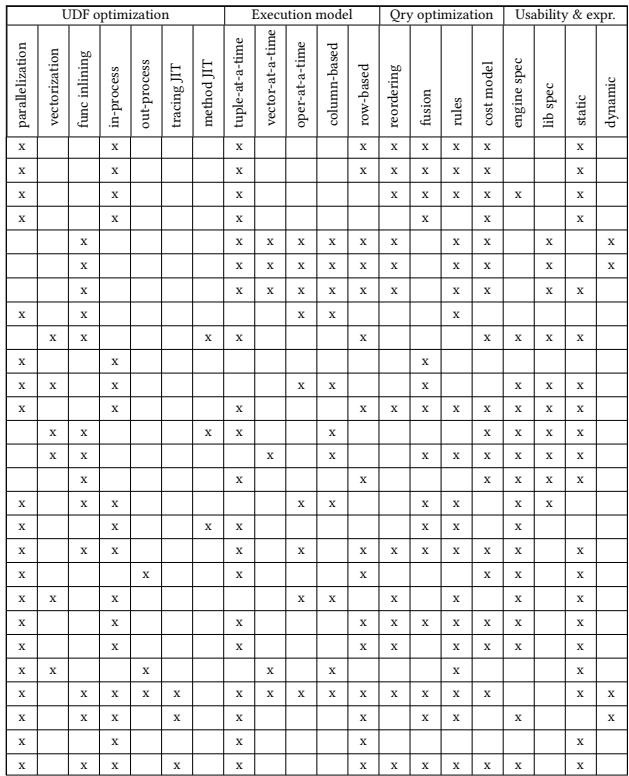 UDF optimization Execution model Qry optimization Usability & expr.
parallelization vectorization func inlining in-process out-process tracing JIT method JIT tuple-at-a-time vector-at-a-time oper-at-a-time column-based row-based reordering fusion rules cost model engine spec lib spec static dynamic
x x x x x x x x x
x x x x x x x x x
x x x x x x x x x
x x x x x x
x x x x x x x x x x x
x x x x x x x x x x x
x x x x x x x x x x x
x x x x x
x x x x x x x x x
x x x
x x x x x x x x x
x x x x x x x x x x x
x x x x x x x x x
x x x x x x x x x x
x x x x x x x
x x x x x x x x x
x x x x x x x
x x x x x x x x x x x x
x x x x x x x
x x x x x x x x x
x x x x x x x x x x
x x x x x x x x x
x x x x x x x
x x x x x x x x x x x x x x x x
x x x x x x x x x x
x x x x x
x x x x x x x x x x x x